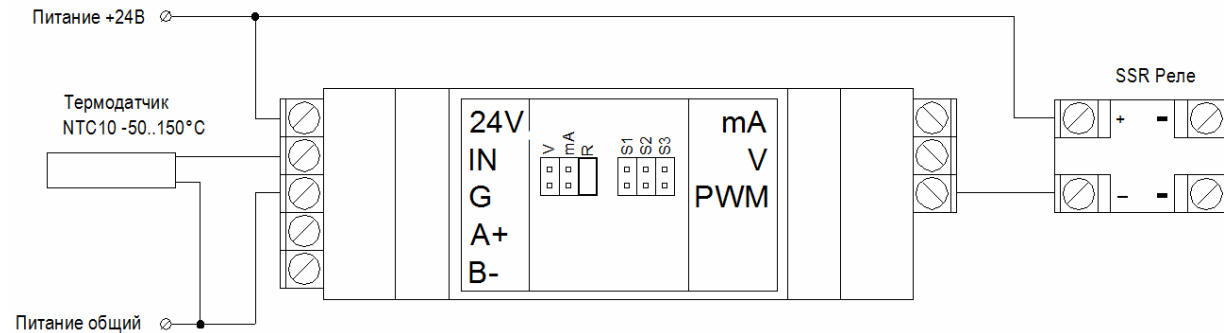 Питание +24В
SSR Реле
Термодатчик
NTC10 -50..150°C
24V
IN
G
A+
B-
V
mA
R
S1
S2
S3
mA
V
PWM
+
-
–
-
Питание общий